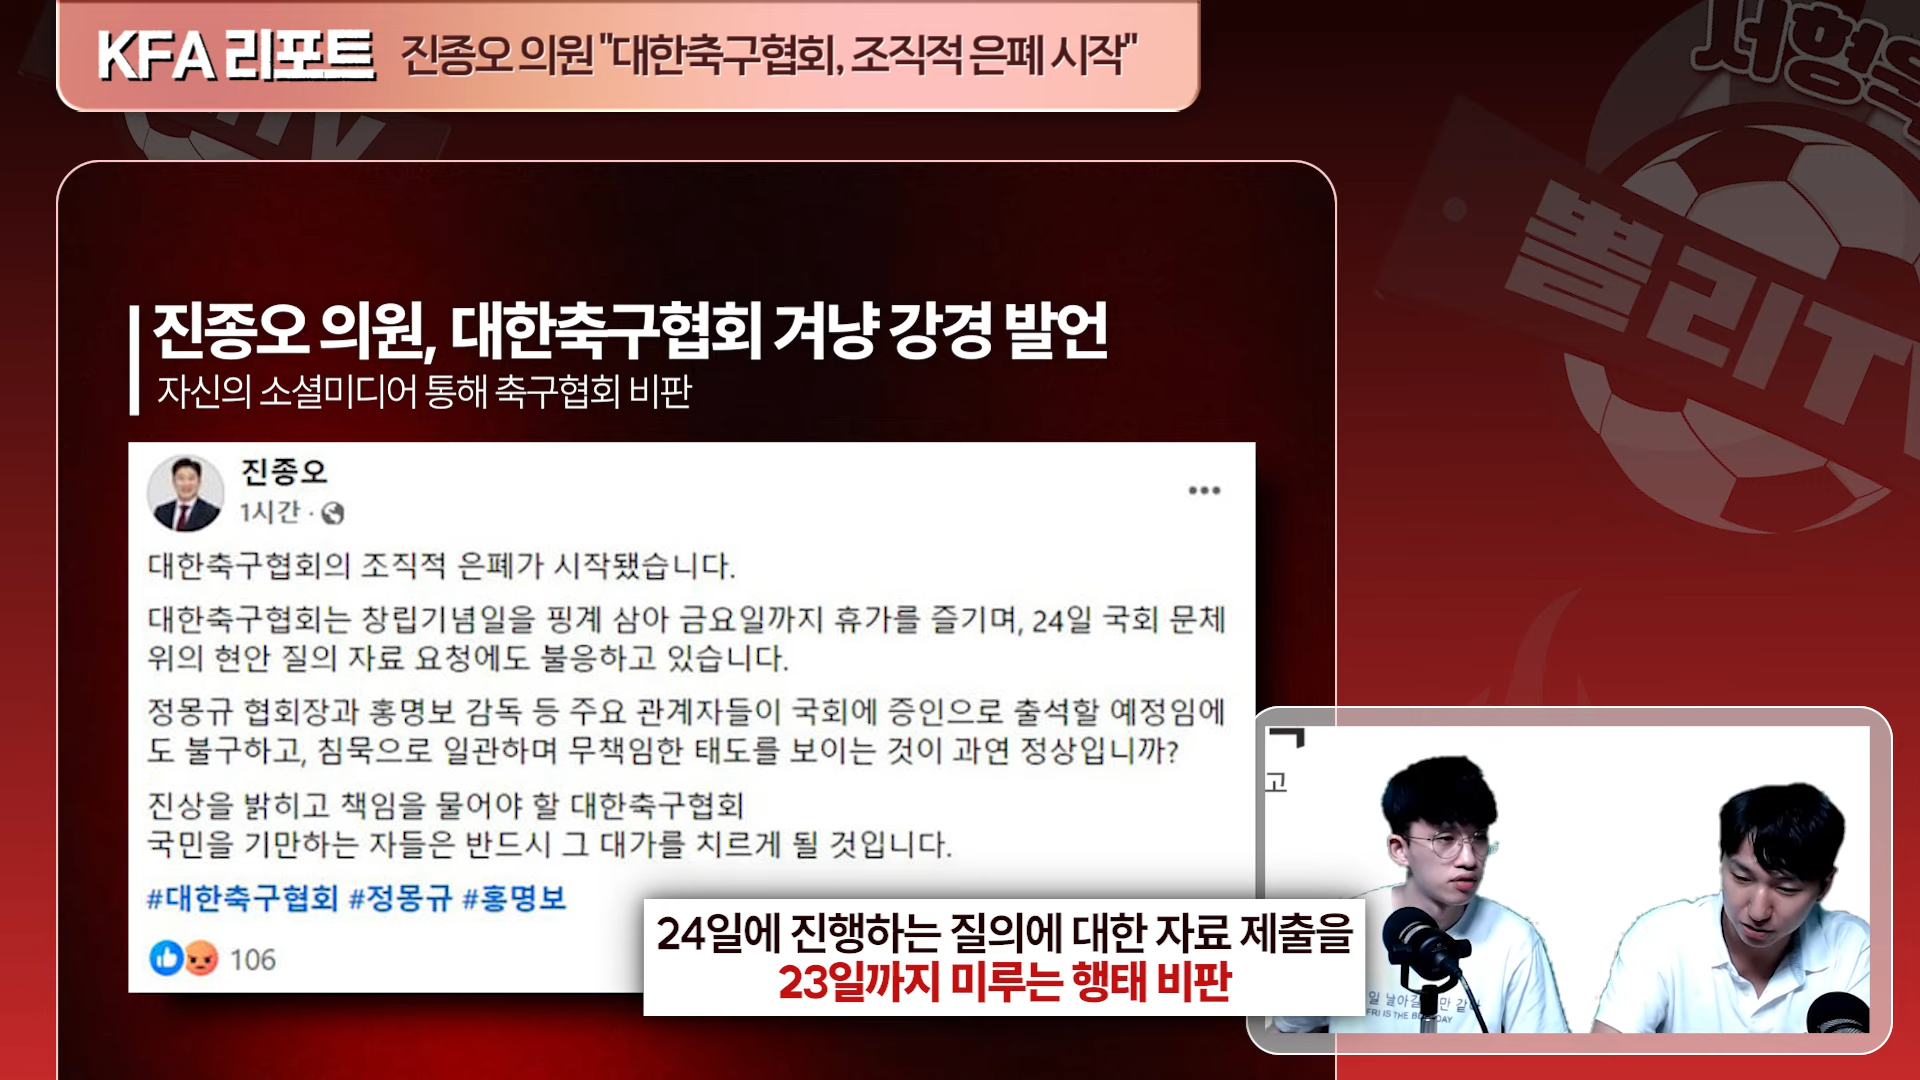 KFA 리포트 진종오 의원 "대한축구협회, 조직적 은폐 시작"
서형욱
뽈리TV
진종오 의원, 대한축구협회 겨냥 강경 발언
자신의 소셜미디어 통해 축구협회 비판
진종오
1시간 ·
대한축구협회의 조직적 은폐가 시작됐습니다.
대한축구협회는 창립기념일을 핑계 삼아 금요일까지 휴가를 즐기며, 24일 국회 문체
위의 현안 질의 자료 요청에도 불응하고 있습니다.
정몽규 협회장과 홍명보 감독 등 주요 관계자들이 국회에 증인으로 출석할 예정임에
도 불구하고, 침묵으로 일관하며 무책임한 태도를 보이는 것이 과연 정상입니까?
진상을 밝히고 책임을 물어야 할 대한축구협회
국민을 기만하는 자들은 반드시 그 대가를 치르게 될 것입니다.
#대한축구협회 #정몽규 #홍명보
106
24일에 진행하는 질의에 대한 자료 제출을
23일까지 미루는 행태 비판
고